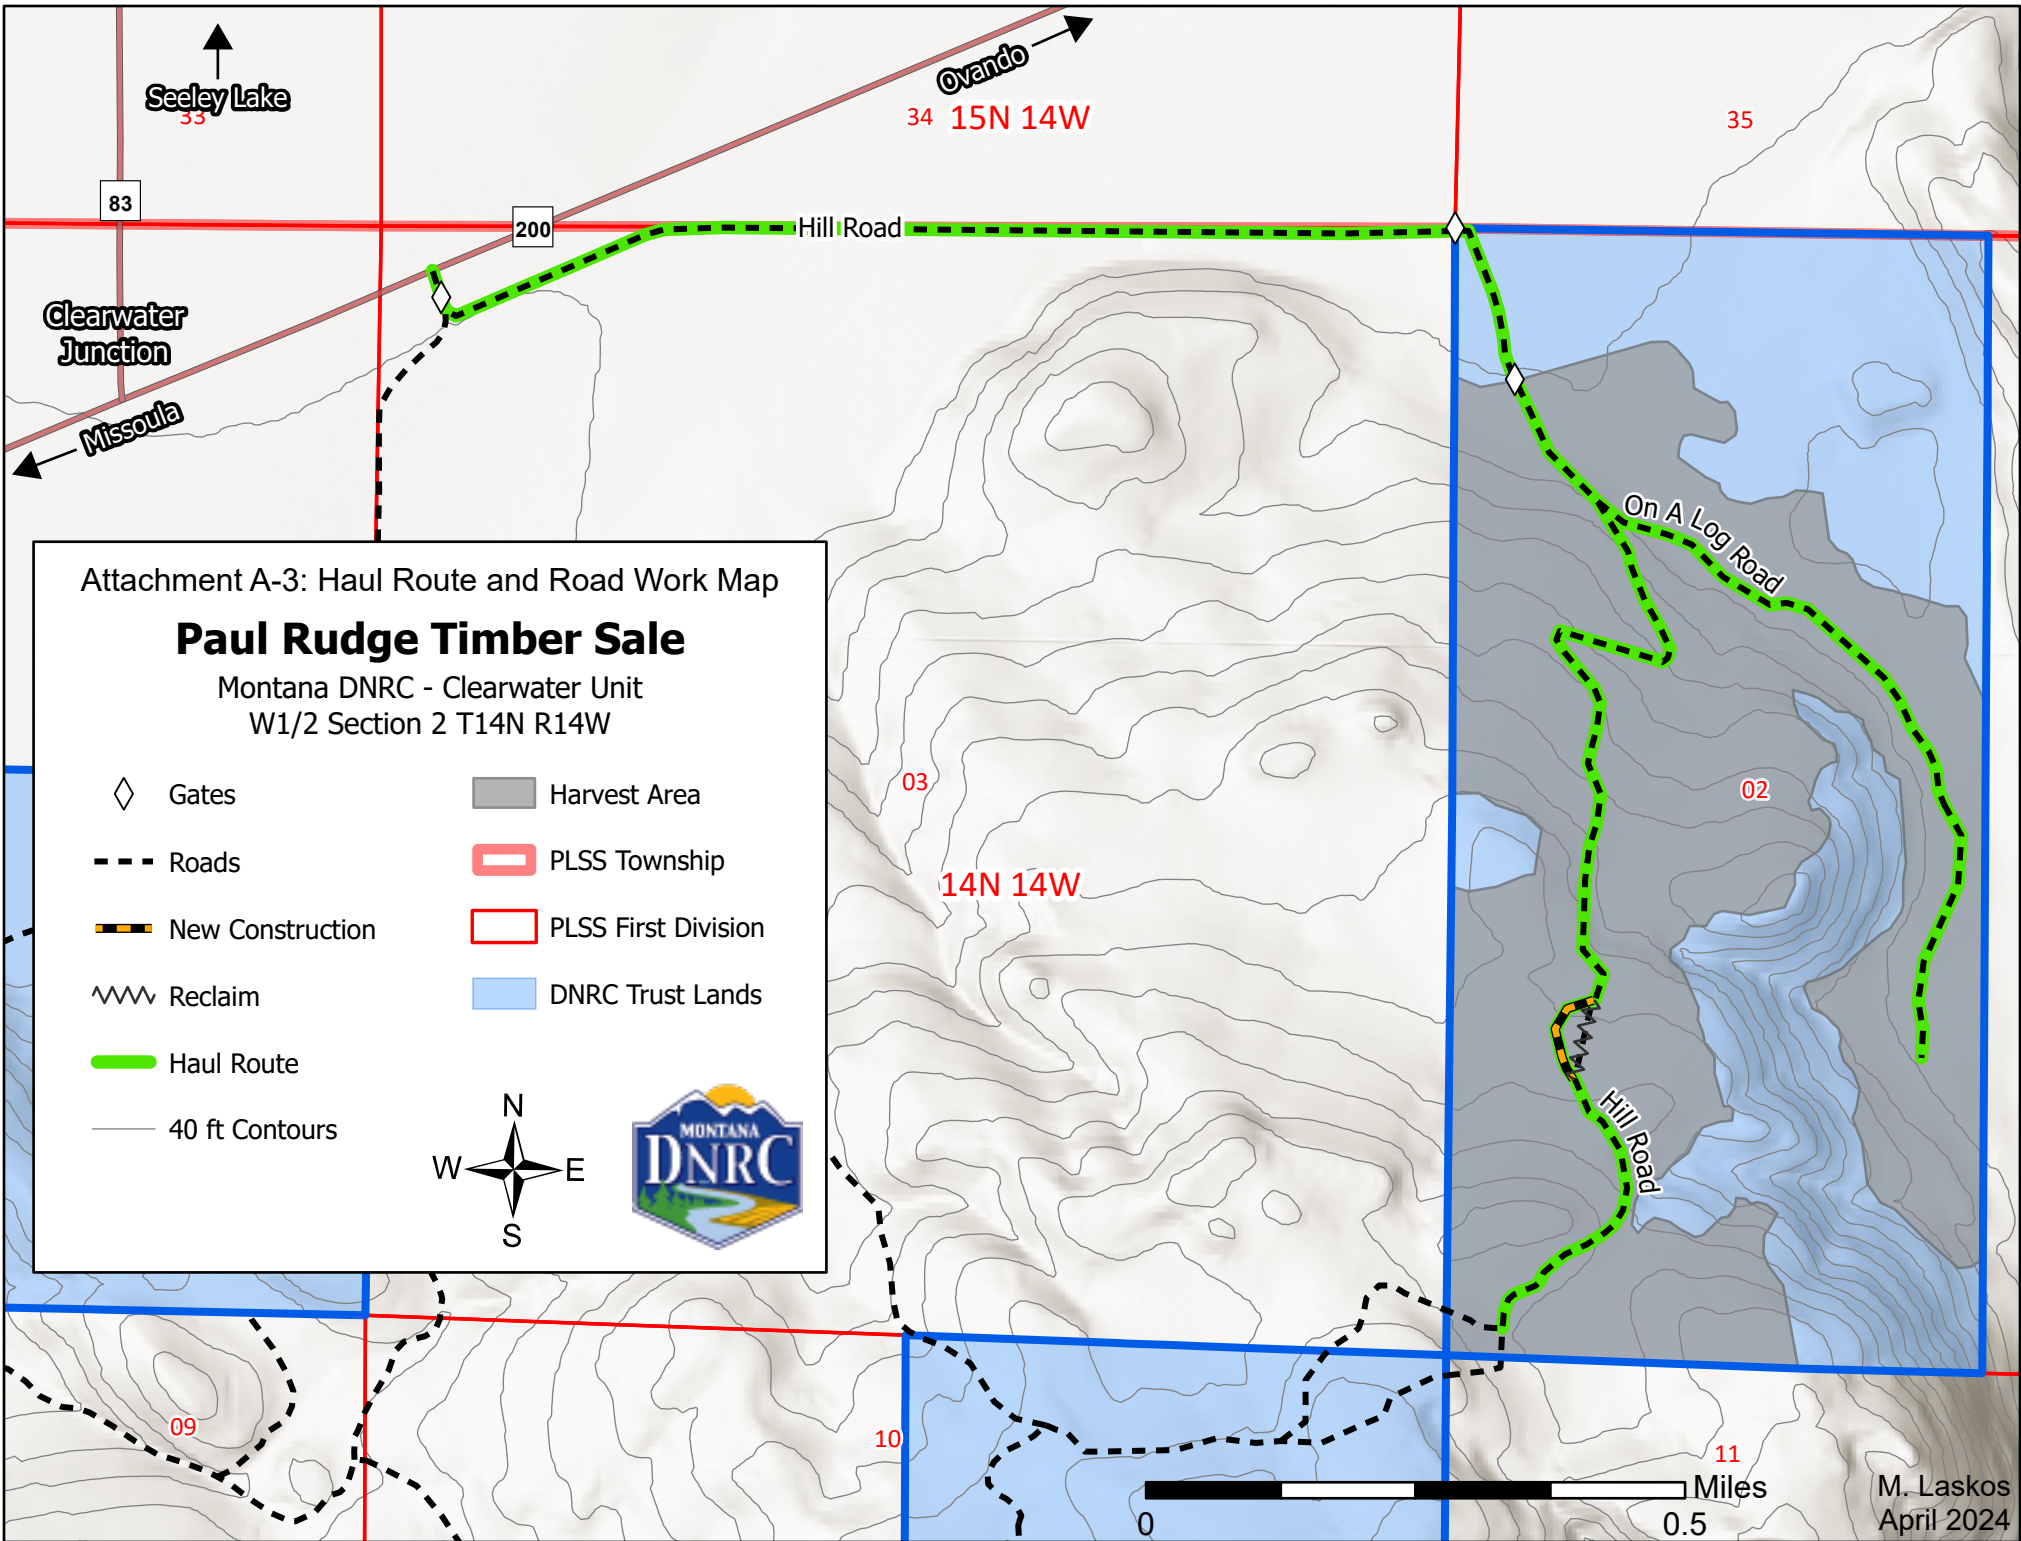 Seeley Lake
33
Ovando
34 15N 14W
35
83
200
Hill Road
Clearwater
Junction
Missoula
On A Log Road
Attachment A-3: Haul Route and Road Work Map
Paul Rudge Timber Sale
Montana DNRC - Clearwater Unit
W1/2 Section 2 T14N R14W
Gates
Roads
New Construction
Reclaim
Haul Route
40 ft Contours
Harvest Area
PLSS Township
PLSS First Division
DNRC Trust Lands
N
W E
S
MONTANA
DNRC
03
14N 14W
02
Hill Road
09
10
11
Miles
0 0.5
M. Laskos
April 2024